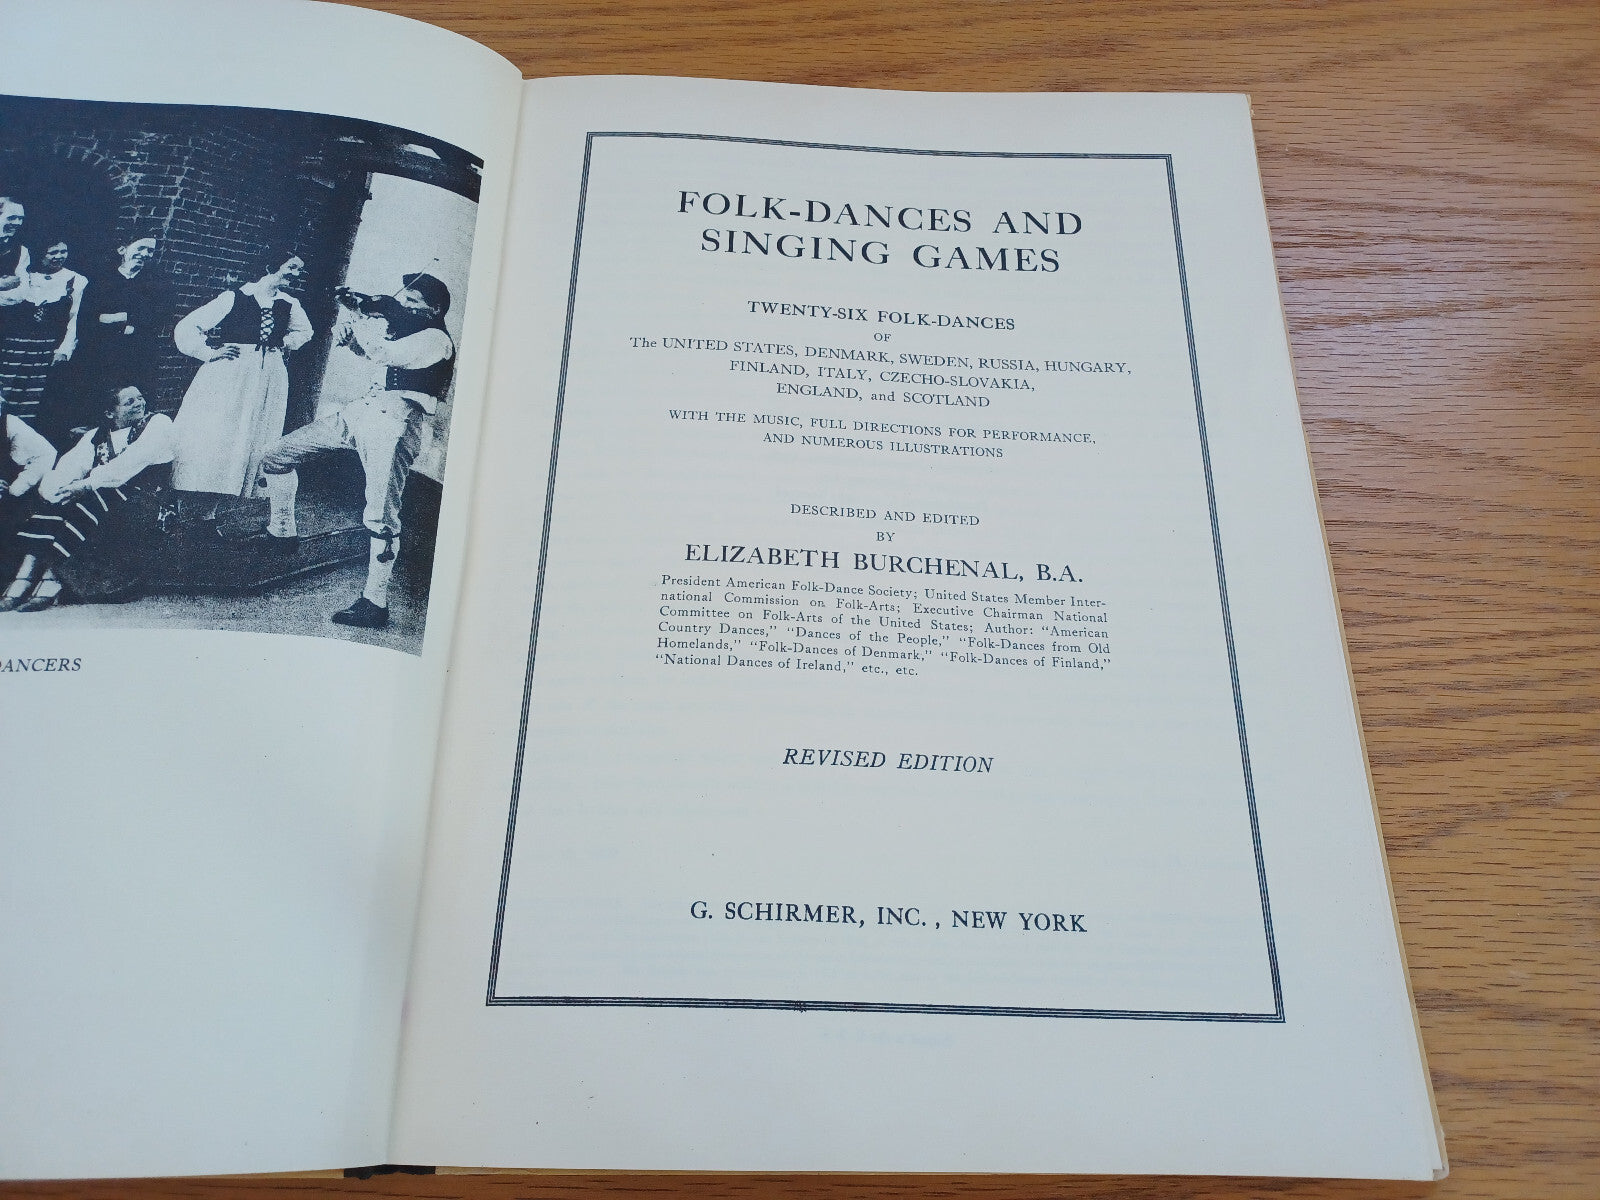 FOLK-DANCES AND
SINGING GAMES
TWENTY-SIX FOLK-DANCES
OF
The UNITED STATES, DENMARK, SWEDEN, RUSSIA, HUNGARY,
FINLAND, ITALY, CZECHO-SLOVAKIA,
ENGLAND, and SCOTLAND
WITH THE MUSIC, FULL DIRECTIONS FOR PERFORMANCE,
AND NUMEROUS ILLUSTRATIONS
DESCRIBED AND EDITED
BY
ELIZABETH BURCHENAL, B.A.
President American Folk-Dance Society; United States Member Inter-
national Commission on Folk-Arts; Executive Chairman National
Committee on Folk-Arts of the United States; Author: "American
Country Dances," "Dances of the People," "Folk-Dances from Old
Homelands," "Folk-Dances of Denmark," "Folk-Dances of Finland,"
"National Dances of Ireland," etc., etc.
REVISED EDITION
G. SCHIRMER, INC., NEW YORK